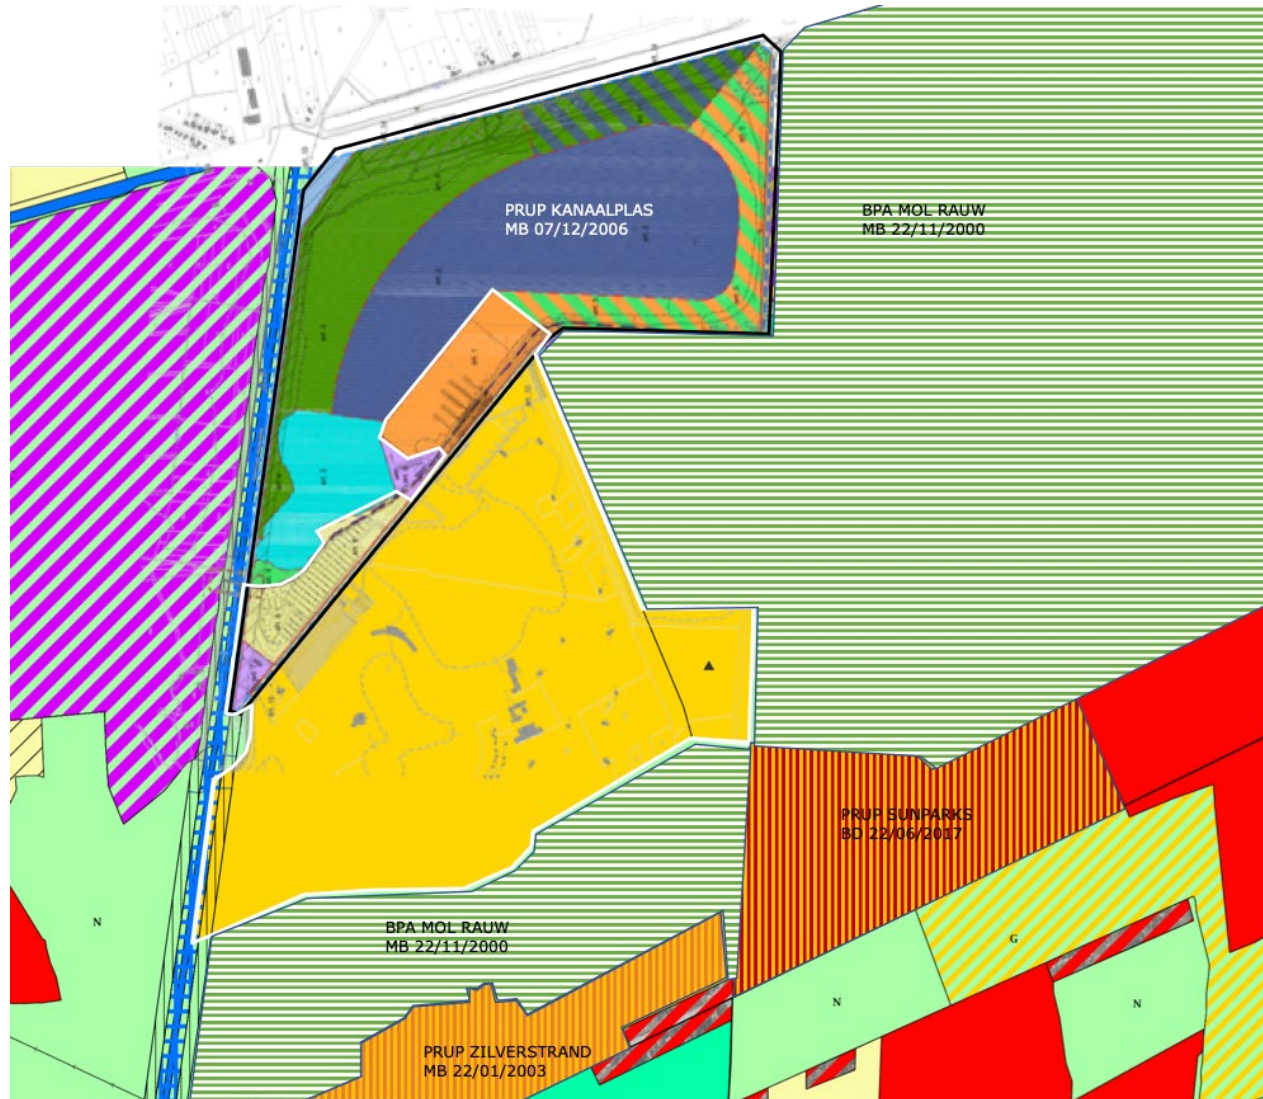 PRUP KANAALPLAS
MB 07/12/2006
BPA MOL RAUW
MB 22/11/2000
PRUP SUNPARKS
BD 22/06/2017
N
BPA MOL RAUW
MB 22/11/2000
G
N
N
PRUP ZILVERSTRAND
MB 22/01/2003